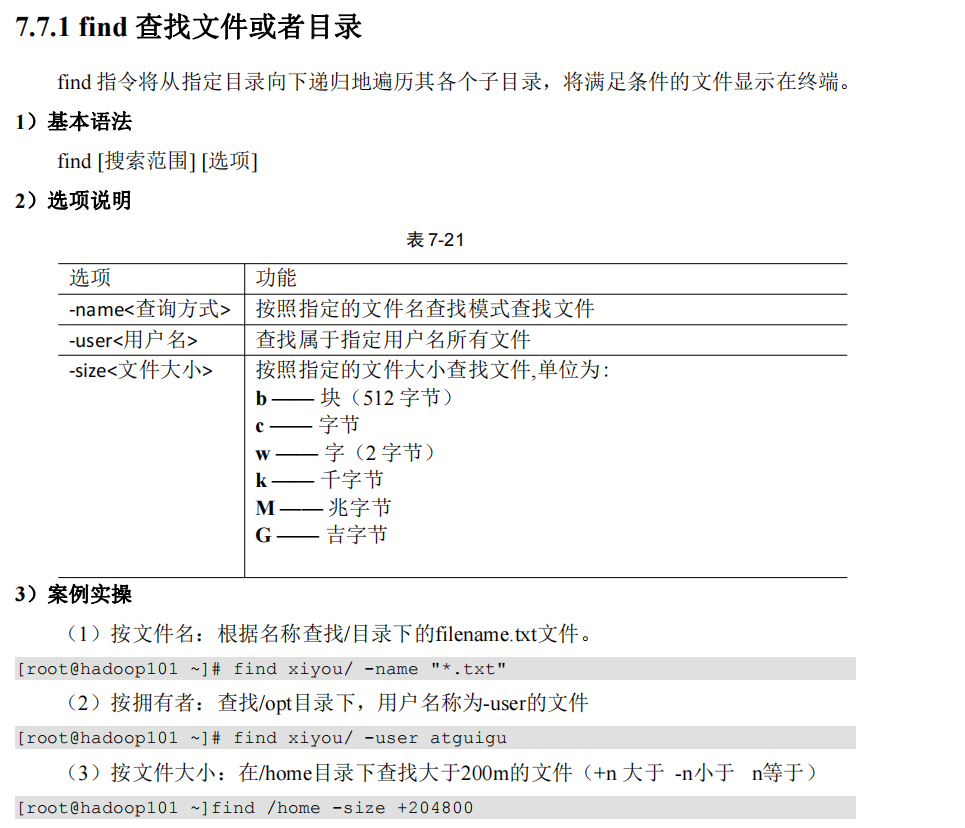 7.7.1 find 查找文件或者目录
find 指令将从指定目录向下递归地遍历其各个子目录，将满足条件的文件显示在终端。
1）基本语法
find [搜索范围] [选项]
2）选项说明
表 7-21
选项 功能
-name<查询方式> 按照指定的文件名查找模式查找文件
-user<用户名> 查找属于指定用户名所有文件
-size<文件大小> 按照指定的文件大小查找文件,单位为:
b —— 块（512 字节）
c —— 字节
w —— 字（2 字节）
k —— 千字节
M —— 兆字节
G —— 吉字节
3）案例实操
（1）按文件名：根据名称查找/目录下的filename.txt文件。
[root@hadoop101 ~]# find xiyou/ -name "*.txt"
（2）按拥有者：查找/opt目录下，用户名称为-user的文件
[root@hadoop101 ~]# find xiyou/ -user atguigu
（3）按文件大小：在/home目录下查找大于200m的文件（+n 大于 -n小于 n等于）
[root@hadoop101 ~]find /home -size +204800